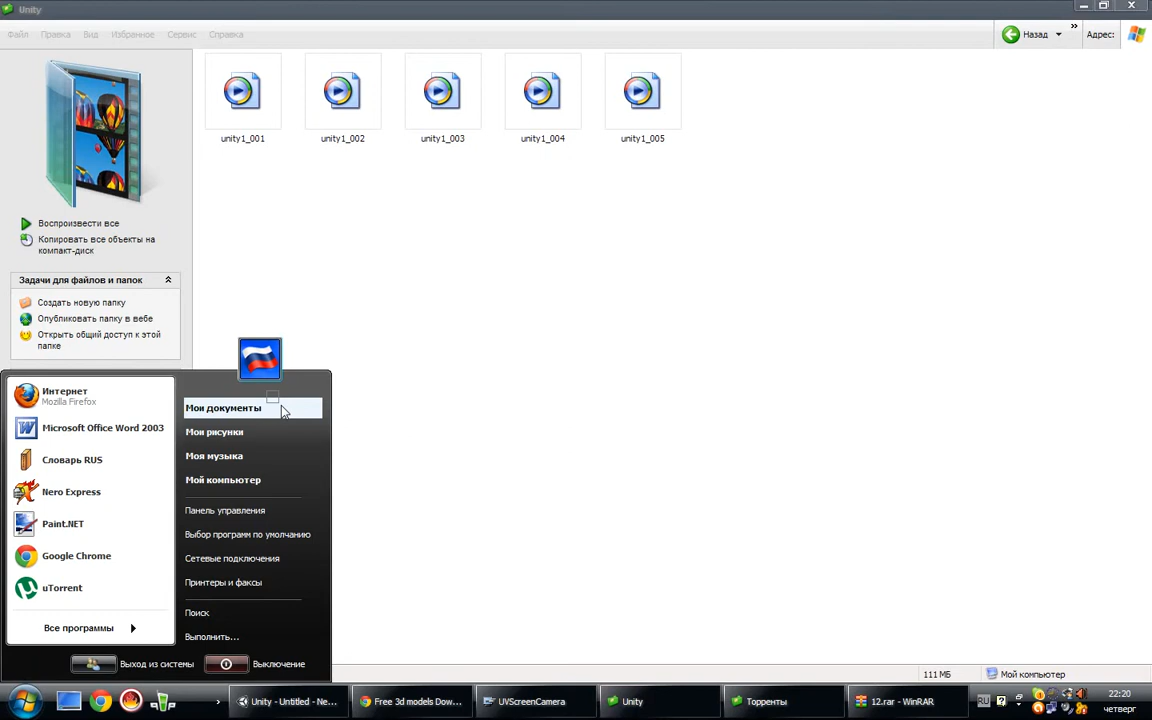 Unity
Файл Правка Вид Избранное Сервис Справка
Назад
Адрес:
unity1_001 unity1_002 unity1_003 unity1_004 unity1_005
Воспроизвести все
Копировать все объекты на
компакт-диск
Задачи для файлов и папок
Создать новую папку
Опубликовать папку в вебе
Открыть общий доступ к этой
папке
Интернет
Mozilla Firefox
Microsoft Office Word 2003
Словарь RUS
Nero Express
Paint.NET
Google Chrome
uTorrent
Все программы
Мои документы
Мои рисунки
Моя музыка
Мой компьютер
Панель управления
Выбор программ по умолчанию
Сетевые подключения
Принтеры и факсы
Поиск
Выполнить...
Выход из системы
Выключение
111 МБ
Мой компьютер
Unity - Untitled - Ne...
Free 3d models Dow...
UVScreenCamera
Unity
Торренты
12.rar - WinRAR
RU
22:20
четверг